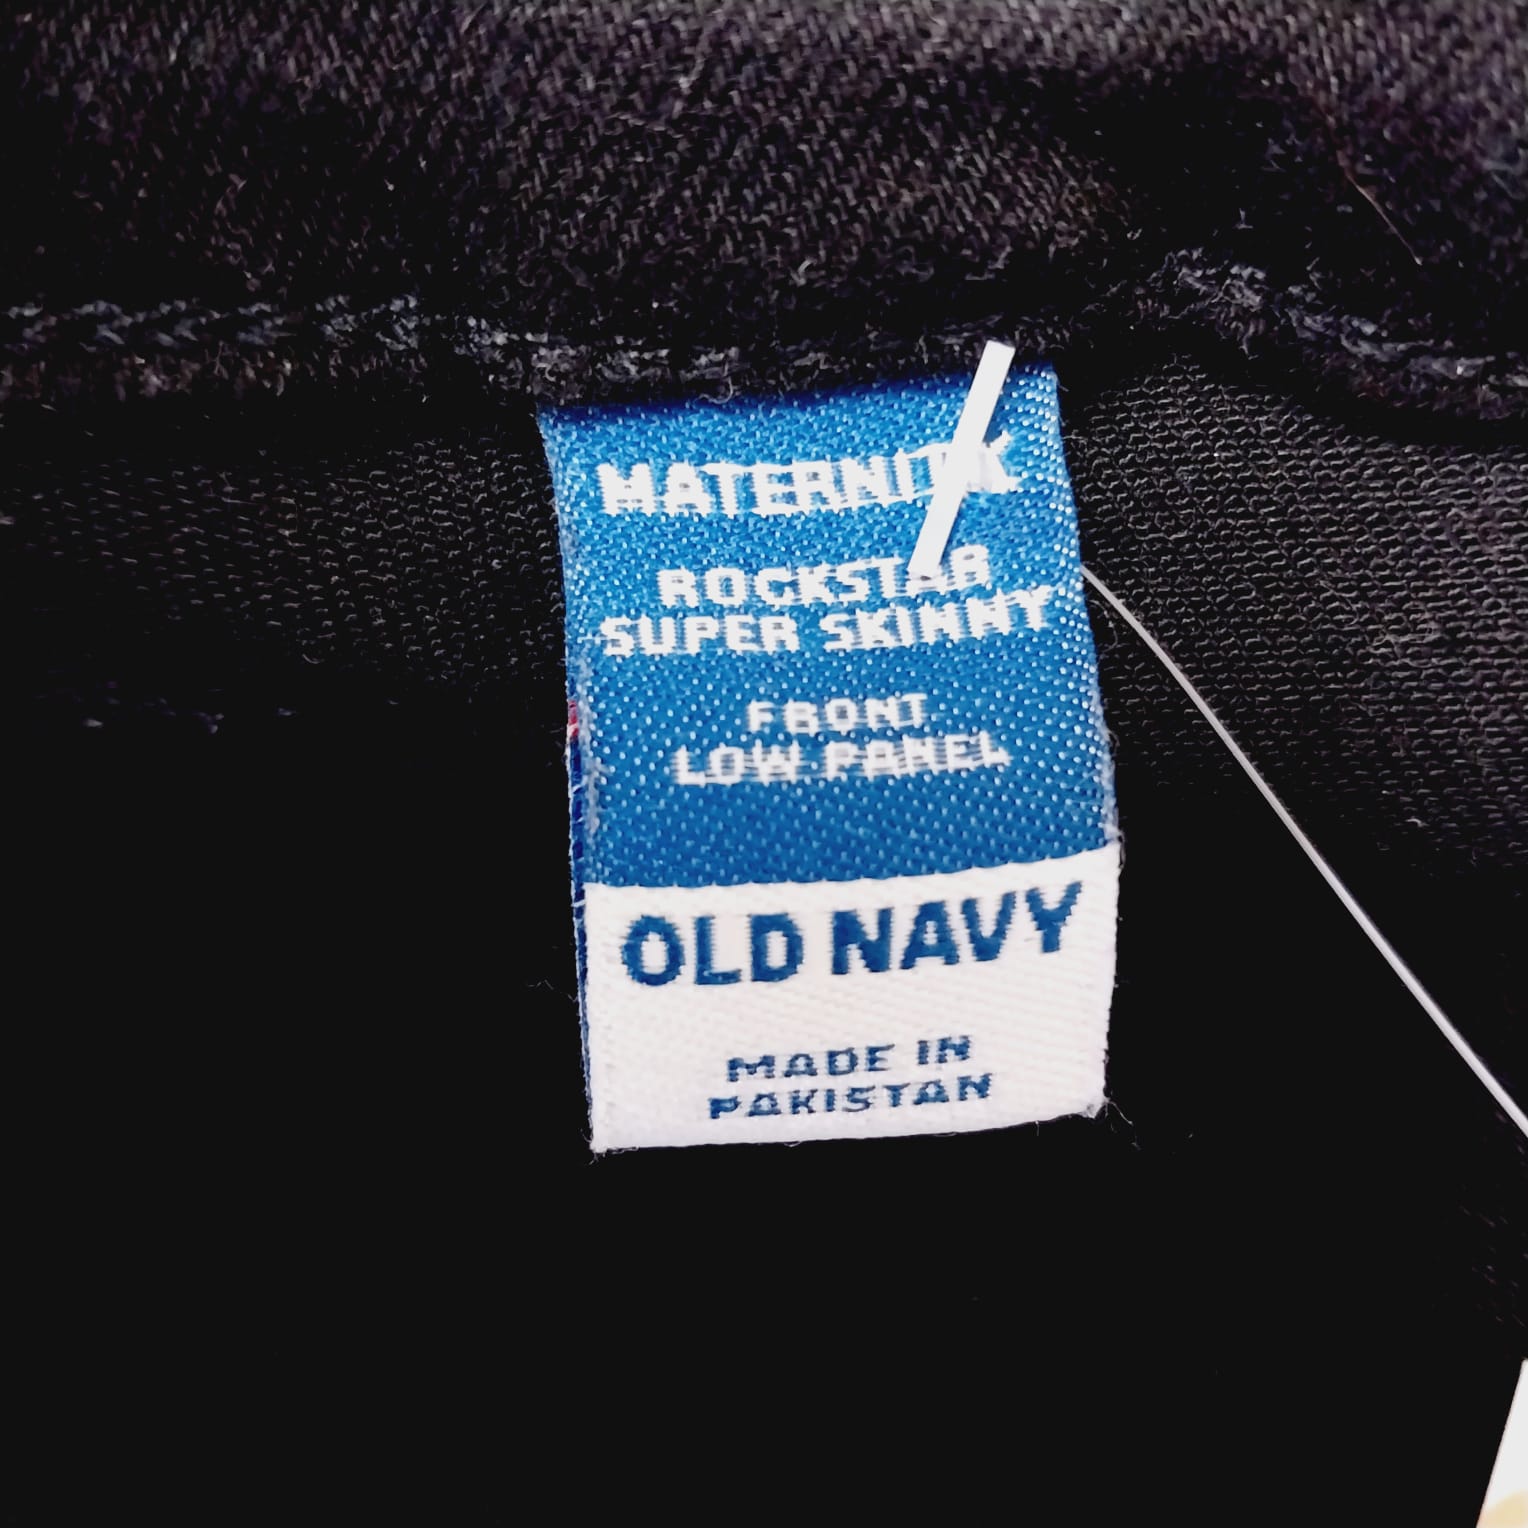 MATERNITY
ROCKSTAR
SUPER SKINNY
FRONT
LOW PANEL
OLD NAVY
MADE IN
PAKISTAN